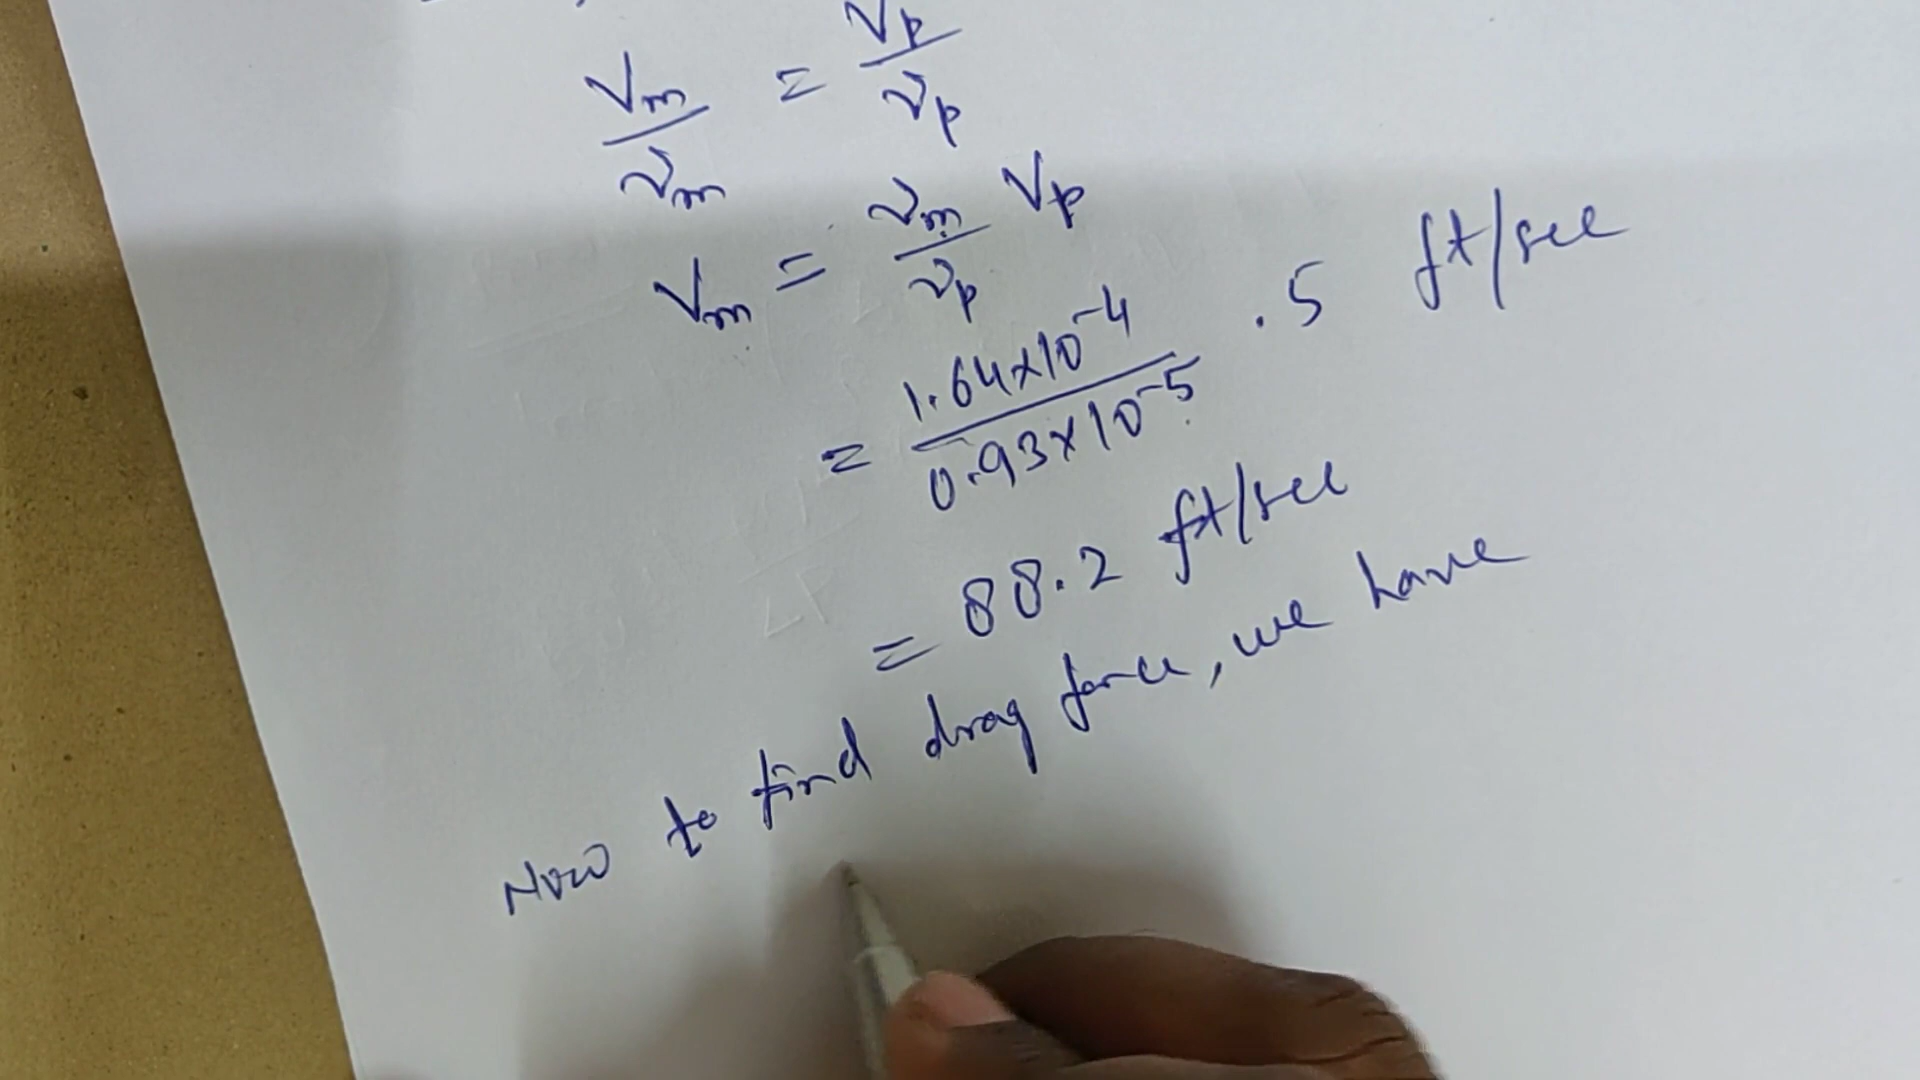 Vm/νm = Vp/νp
Vm = νm/νp Vp
= 1.64×10^-4/0.93×10^-5 . 5 ft/sec
= 88.2 ft/sec
Now to find drag force, we have